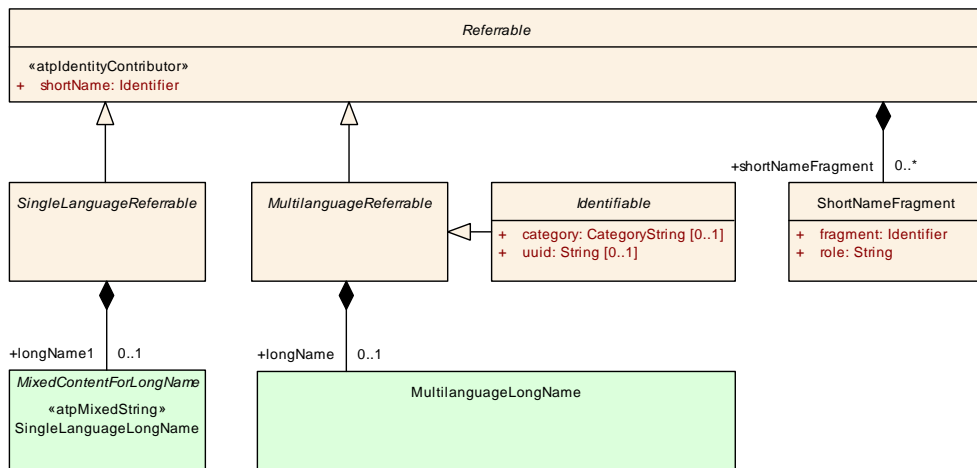 Referrable
«atpIdentityContributor»
+ shortName: Identifier
+shortNameFragment 0..*
SingleLanguageReferrable
MultilanguageReferrable
Identifiable
+ category: CategoryString [0..1]
+ uuid: String [0..1]
ShortNameFragment
+ fragment: Identifier
+ role: String
+longName1 0..1
+longName 0..1
MixedContentForLongName
«atpMixedString»
SingleLanguageLongName
MultilanguageLongName